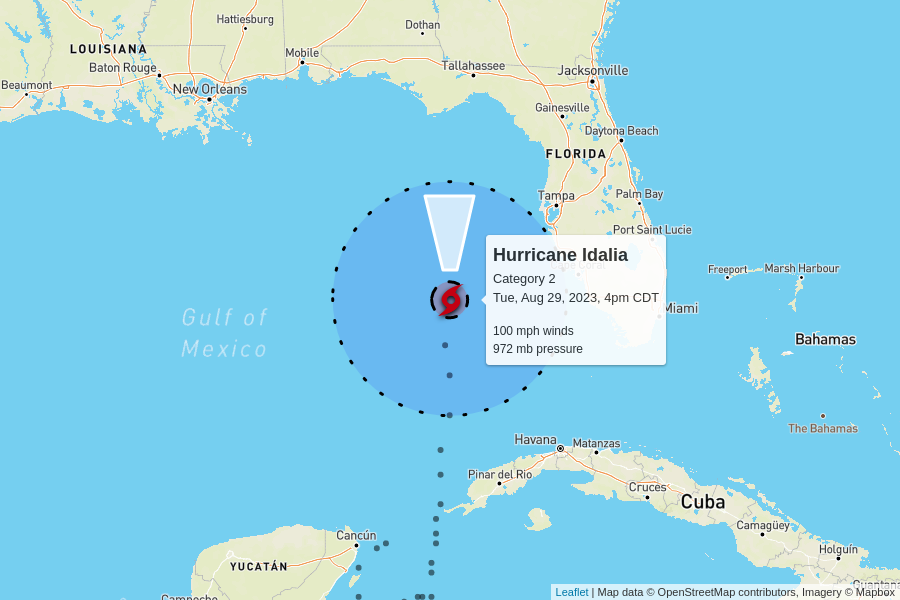 Hattiesburg
Dothan
LOUISIANA
Mobile
Baton Rouge
Tallahassee
Jacksonville
Beaumont
New Orleans
Gainesville
Daytona Beach
FLORIDA
Tampa
Palm Bay
Port Saint Lucie
Hurricane Idalia
Category 2
Tue, Aug 29, 2023, 4pm CDT
100 mph winds
972 mb pressure
Freeport
Marsh Harbour
Miami
Gulf of
Mexico
Bahamas
The Bahamas
Havana
Matanzas
Pinar del Rio
Cruces
Cuba
Camagüey
Cancún
Holguín
YUCATÁN
Campeche
Guantanamo
Leaflet | Map data © OpenStreetMap contributors, Imagery © Mapbox